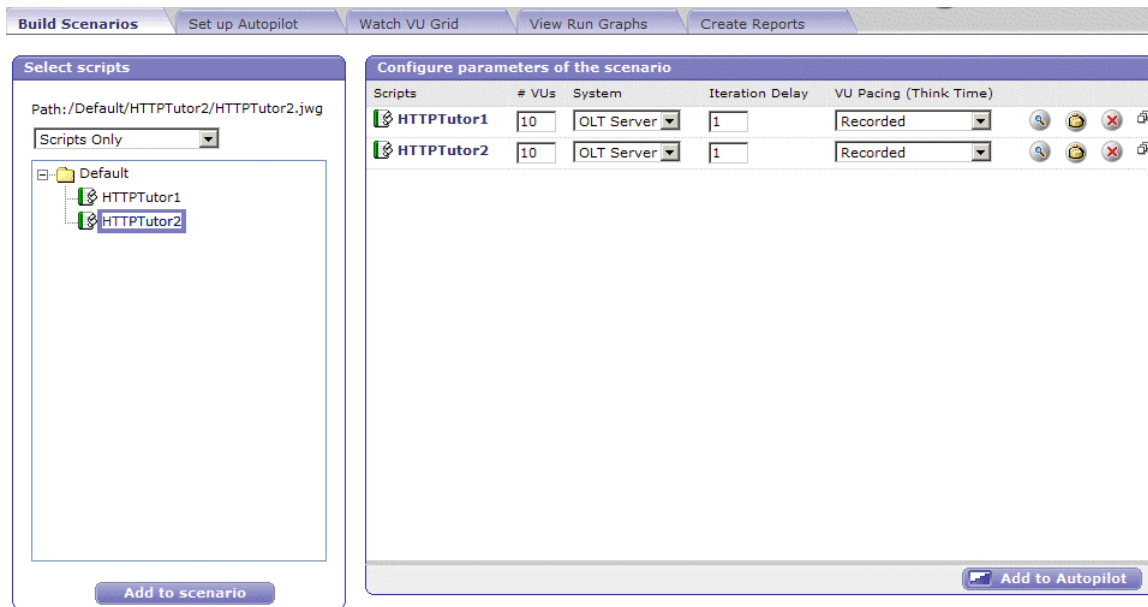 Build Scenarios Set up Autopilot Watch VU Grid View Run Graphs Create Reports
Select scripts
Path:/Default/HTTPTutor2/HTTPTutor2.jwg
Scripts Only
Default
HTTPTutor1
HTTPTutor2
Add to scenario
Configure parameters of the scenario
Scripts # VUs System Iteration Delay VU Pacing (Think Time)
HTTPTutor1 10 OLT Server 1 Recorded
HTTPTutor2 10 OLT Server 1 Recorded
Add to Autopilot